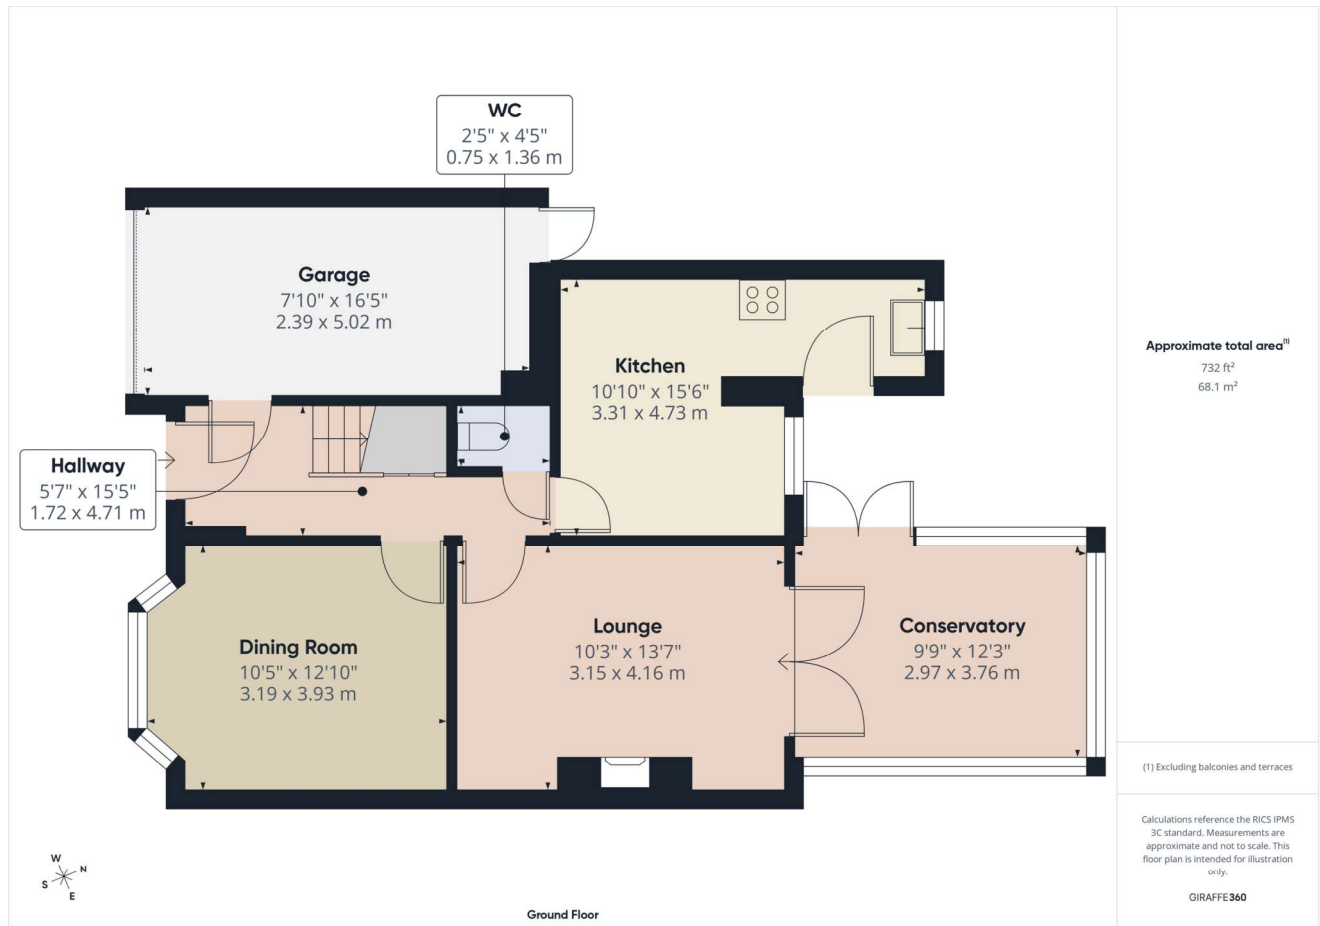 WC
2'5" x 4'5"
0.75 x 1.36 m
Garage
7'10" x 16'5"
2.39 x 5.02 m
Kitchen
10'10" x 15'6"
3.31 x 4.73 m
Hallway
5'7" x 15'5"
1.72 x 4.71 m
Dining Room
10'5" x 12'10"
3.19 x 3.93 m
Lounge
10'3" x 13'7"
3.15 x 4.16 m
Conservatory
9'9" x 12'3"
2.97 x 3.76 m
Approximate total area(1)
732 ft²
68.1 m²
(1) Excluding balconies and terraces
Calculations reference the RICS IPMS
3C standard. Measurements are
approximate and not to scale. This
floor plan is intended for illustration
only.
GIRAFFE360
W
N
S
E
Ground Floor